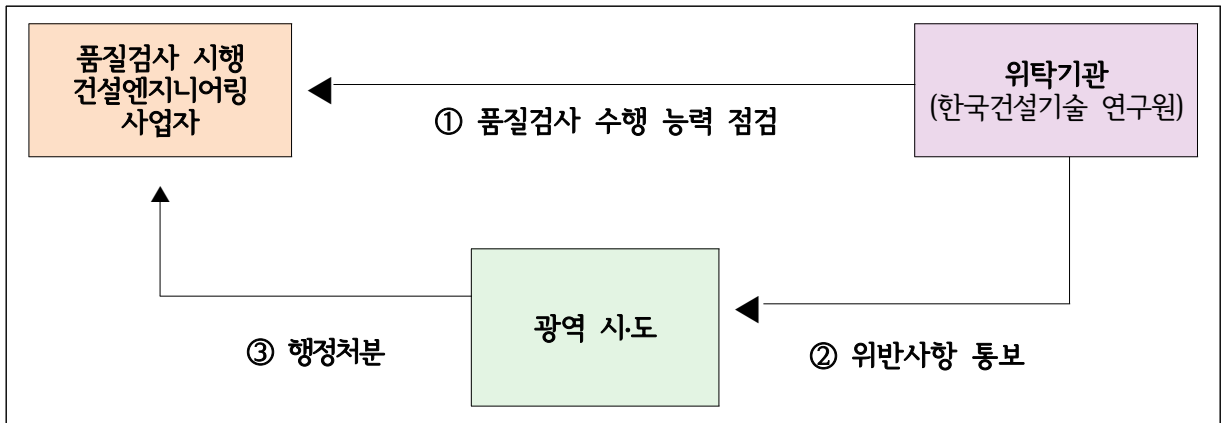 품질검사 시행
건설엔지니어링
사업자
위탁기관
(한국건설기술 연구원)
① 품질검사 수행 능력 점검
광역 시·도
③ 행정처분
② 위반사항 통보